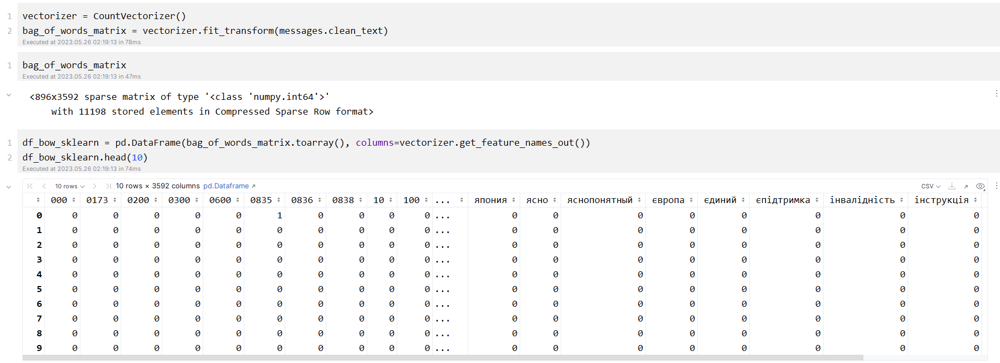 1 vectorizer = CountVectorizer()
2 bag_of_words_matrix = vectorizer.fit_transform(messages.clean_text)
Executed at 2023.05.26 02:19:13 in 78ms
1 bag_of_words_matrix
Executed at 2023.05.26 02:19:13 in 47ms
<896x3592 sparse matrix of type '<class 'numpy.int64'>'
with 11198 stored elements in Compressed Sparse Row format>
1 df_bow_sklearn = pd.DataFrame(bag_of_words_matrix.toarray(), columns=vectorizer.get_feature_names_out())
2 df_bow_sklearn.head(10)
Executed at 2023.05.26 02:19:13 in 74ms
10 rows 10 rows × 3592 columns pd.Dataframe CSV
000 0173 0200 0300 0600 0835 0836 0838 10 100 ... япония ясно яснопонятный європа єдиний єпідтримка інвалідність інструкція
0 0 0 0 0 0 1 0 0 0 0 ... 0 0 0 0 0 0 0 0
1 0 0 0 0 0 0 0 0 0 0 ... 0 0 0 0 0 0 0 0
2 0 0 0 0 0 0 0 0 0 0 ... 0 0 0 0 0 0 0 0
3 0 0 0 0 0 0 0 0 0 0 ... 0 0 0 0 0 0 0 0
4 0 0 0 0 0 0 0 0 0 0 ... 0 0 0 0 0 0 0 0
5 0 0 0 0 0 0 0 0 0 0 ... 0 0 0 0 0 0 0 0
6 0 0 0 0 0 0 0 0 0 0 ... 0 0 0 0 0 0 0 0
7 0 0 0 0 0 0 0 0 0 0 ... 0 0 0 0 0 0 0 0
8 0 0 0 0 0 0 0 0 0 0 ... 0 0 0 0 0 0 0 0
9 0 0 0 0 0 0 0 0 0 0 ... 0 0 0 0 0 0 0 0